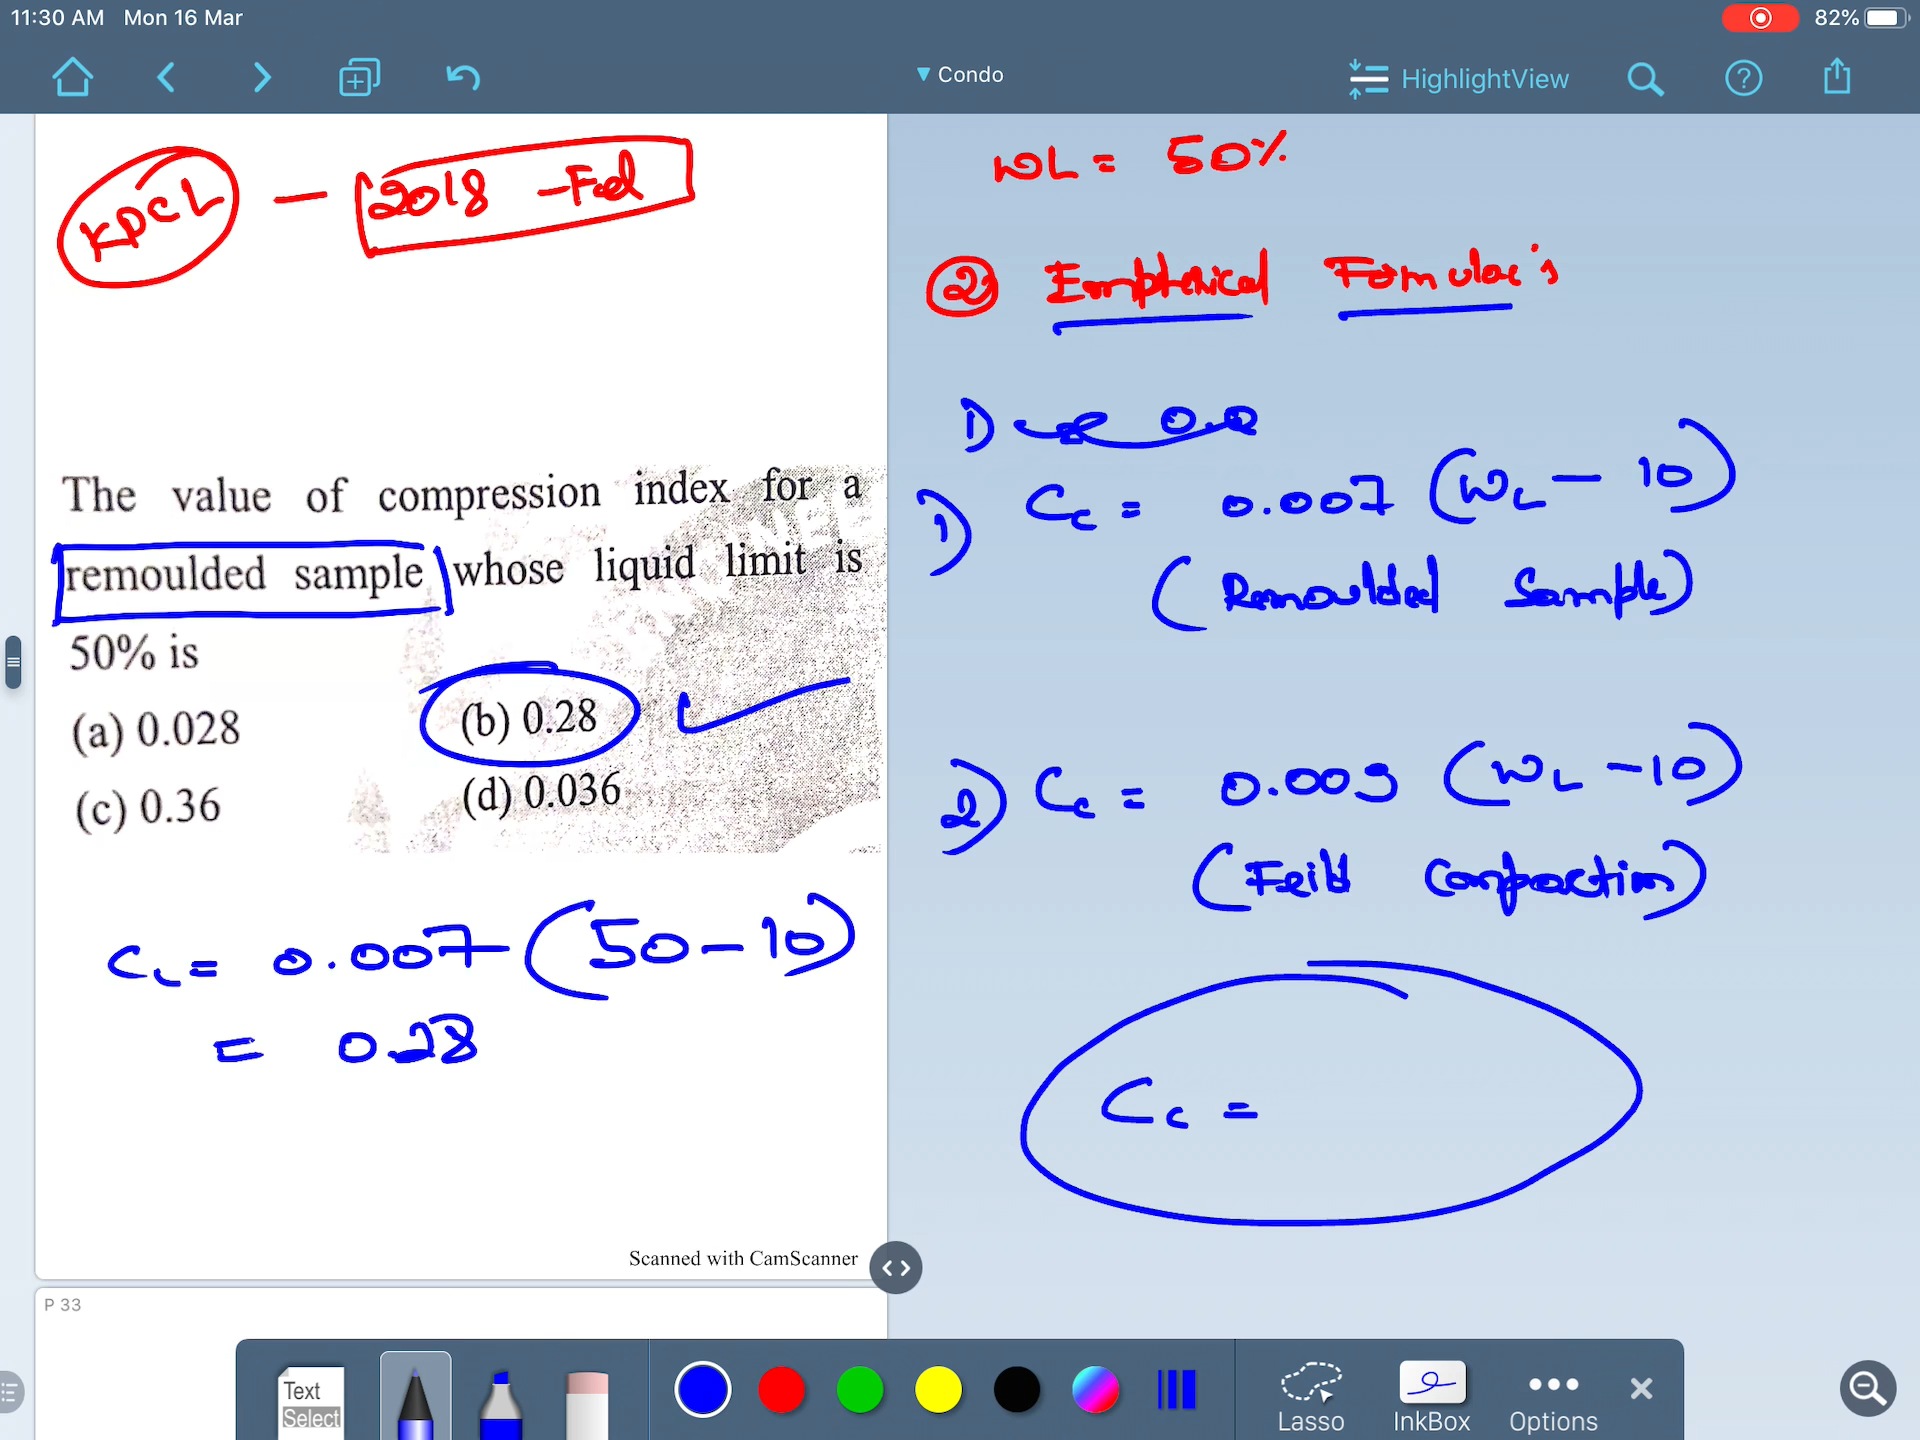 11:30 AM Mon 16 Mar
82%
▼ Condo
HighlightView
KPCL - 2018 -Feb
The value of compression index for a
remoulded sample whose liquid limit is
50% is
(a) 0.028 (b) 0.28
(c) 0.36 (d) 0.036
Cc = 0.007 (50-10)
= 0.28
Scanned with CamScanner
P 33
WL = 50%
② Empherical Formulae's
1) Cc = 0.007 (WL - 10)
(Remoulded Sample)
2) Cc = 0.009 (WL - 10)
(Feild Compaction)
Cc =
Text
Select
Lasso
InkBox
Options